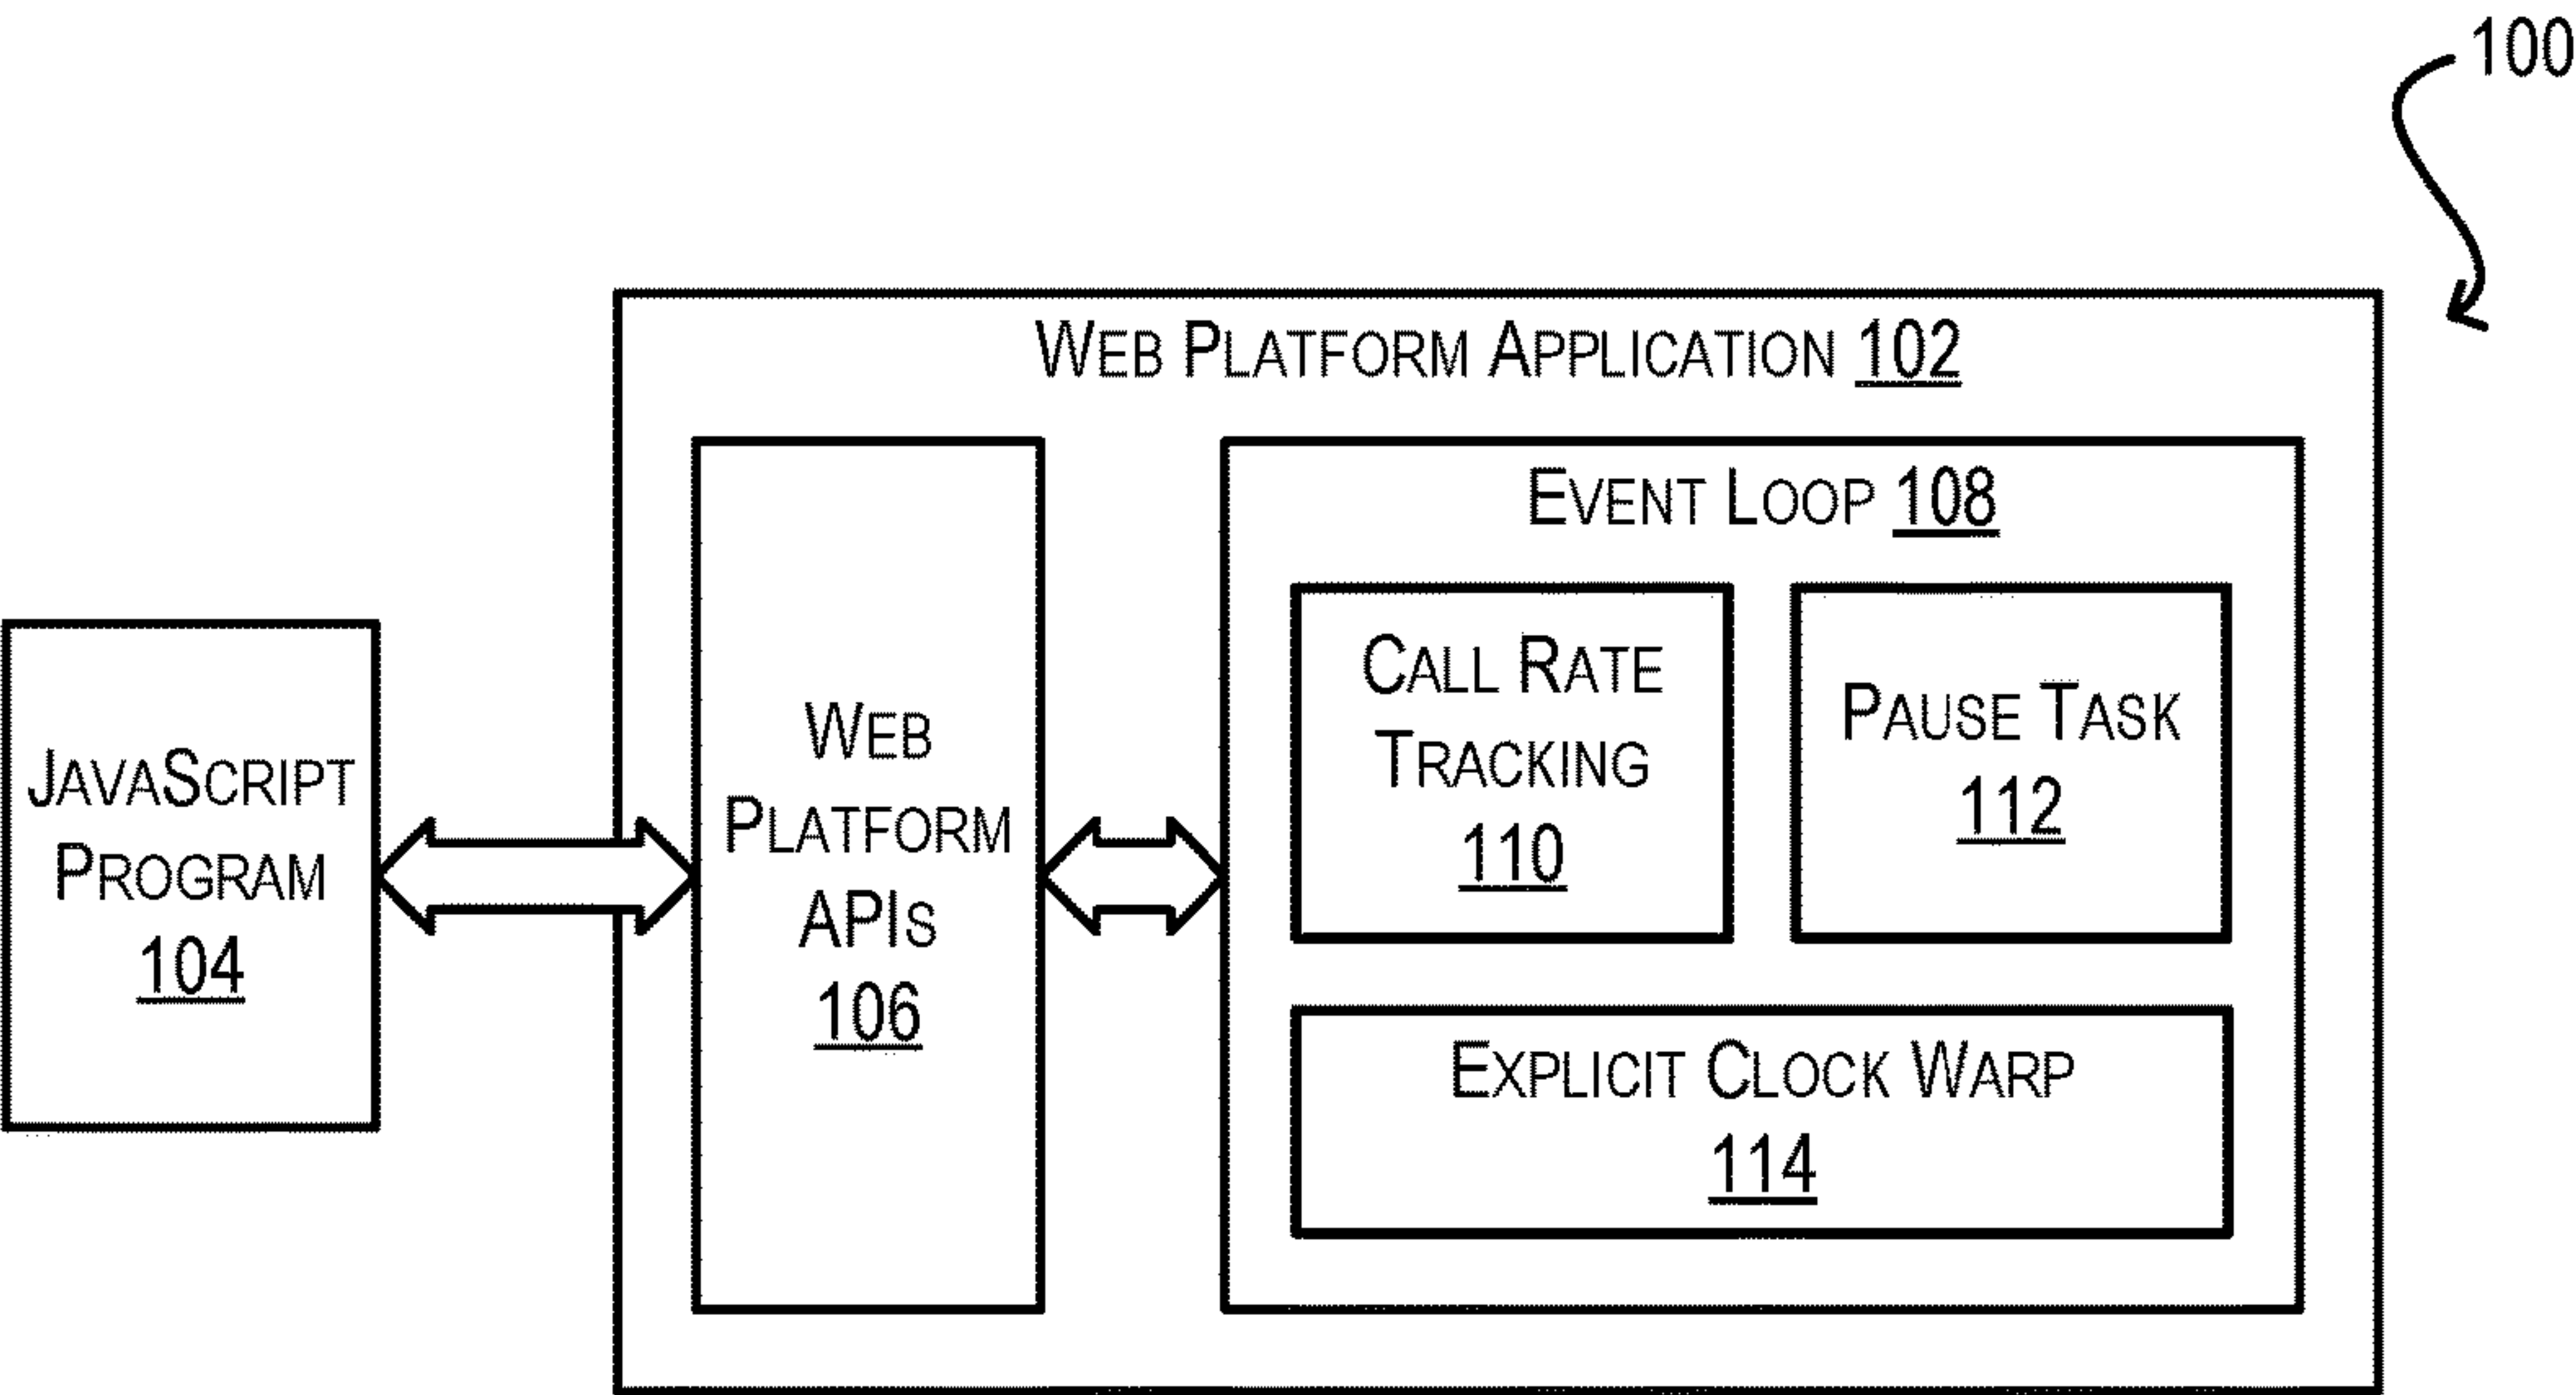 100
WEB PLATFORM APPLICATION 102
EVENT LOOP 108
CALL RATE
TRACKING
110
PAUSE TASK
112
JAVASCRIPT
PROGRAM
104
WEB
PLATFORM
APIS
106
EXPLICIT CLOCK WARP
114